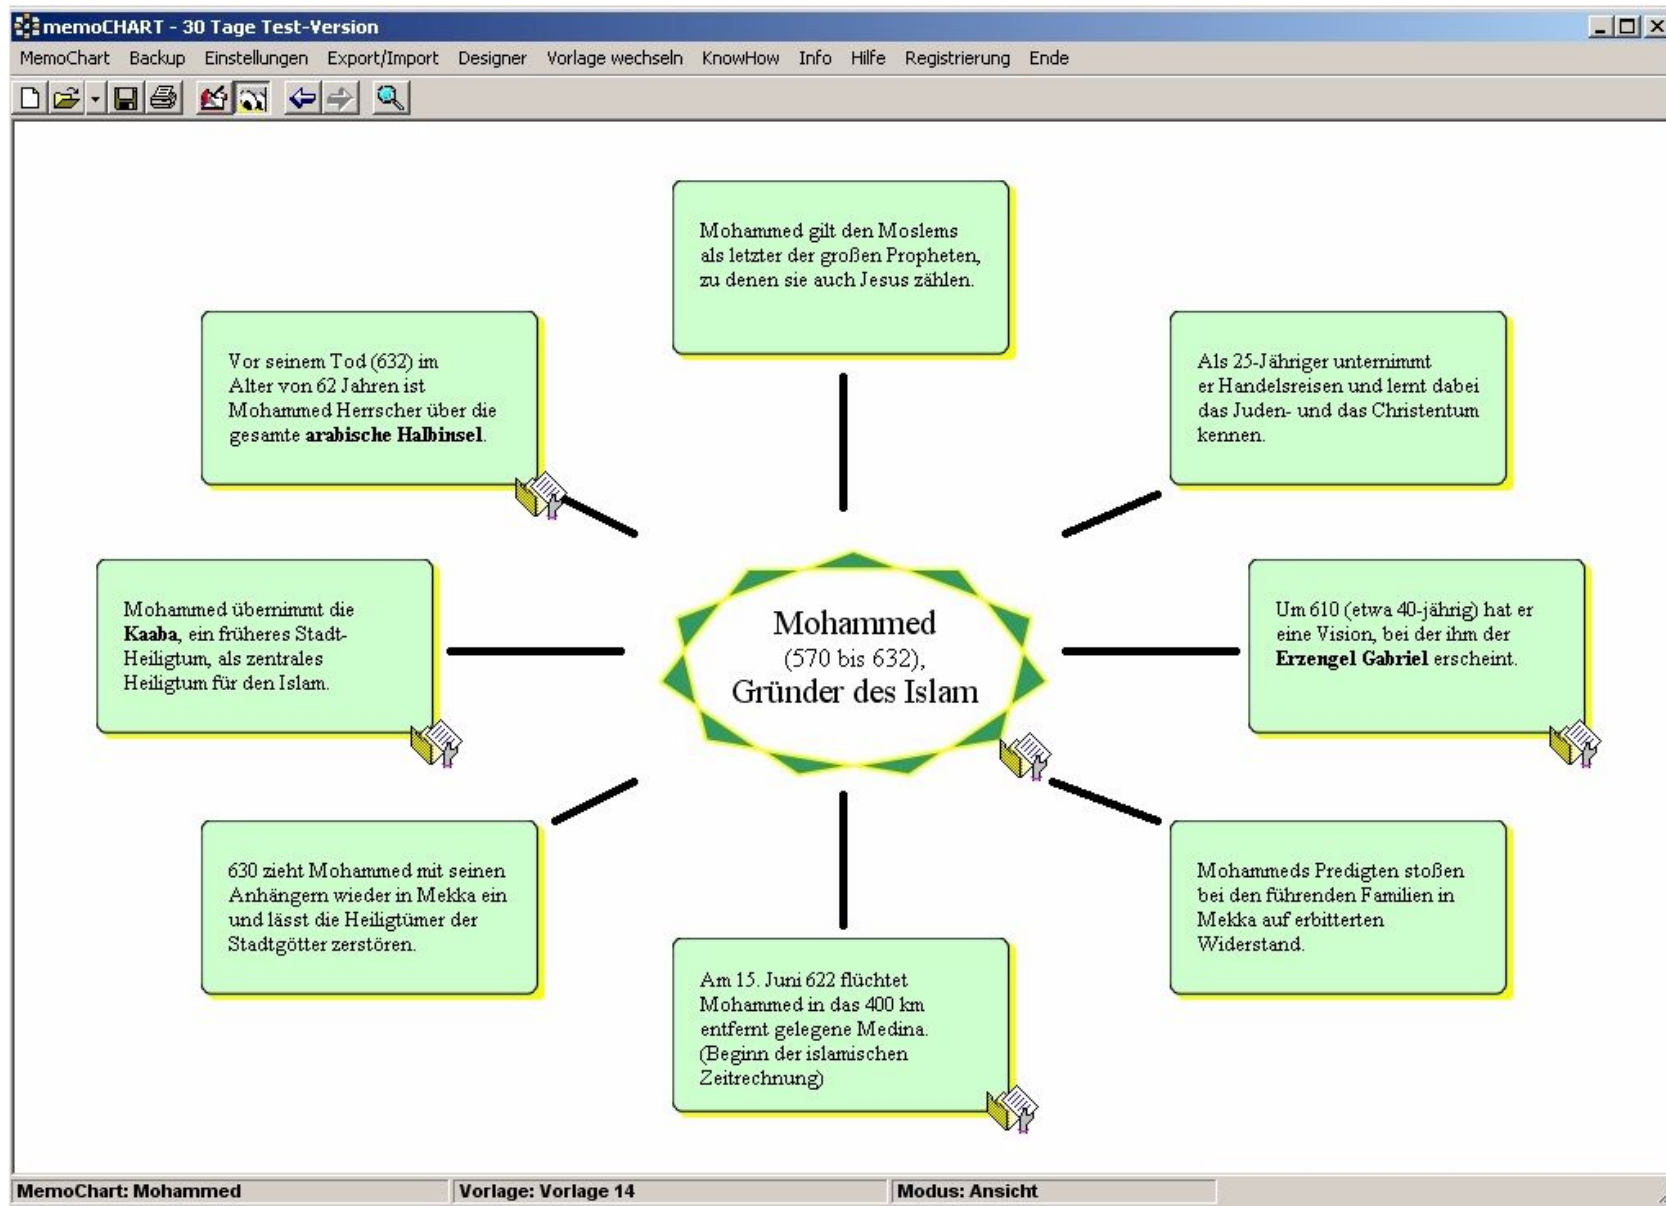 memoCHART - 30 Tage Test-Version
MemoChart Backup Einstellungen Export/Import Designer Vorlage wechseln KnowHow Info Hilfe Registrierung Ende
Mohammed gilt den Moslems
als letzter der großen Propheten,
zu denen sie auch Jesus zählen.
Als 25-Jähriger unternimmt
er Handelsreisen und lernt dabei
das Juden- und das Christentum
kennen.
Um 610 (etwa 40-jährig) hat er
eine Vision, bei der ihm der
Erzengel Gabriel erscheint.
Mohammeds Predigten stoßen
bei den führenden Familien in
Mekka auf erbitterten
Widerstand.
Am 15. Juni 622 flüchtet
Mohammed in das 400 km
entfernt gelegene Medina.
(Beginn der islamischen
Zeitrechnung)
630 zieht Mohammed mit seinen
Anhängern wieder in Mekka ein
und lässt die Heiligtümer der
Stadtgötter zerstören.
Mohammed übernimmt die
Kaaba, ein früheres Stadt-
Heiligtum, als zentrales
Heiligtum für den Islam.
Vor seinem Tod (632) im
Alter von 62 Jahren ist
Mohammed Herrscher über die
gesamte arabische Halbinsel.
Mohammed
(570 bis 632),
Gründer des Islam
MemoChart: Mohammed
Vorlage: Vorlage 14
Modus: Ansicht